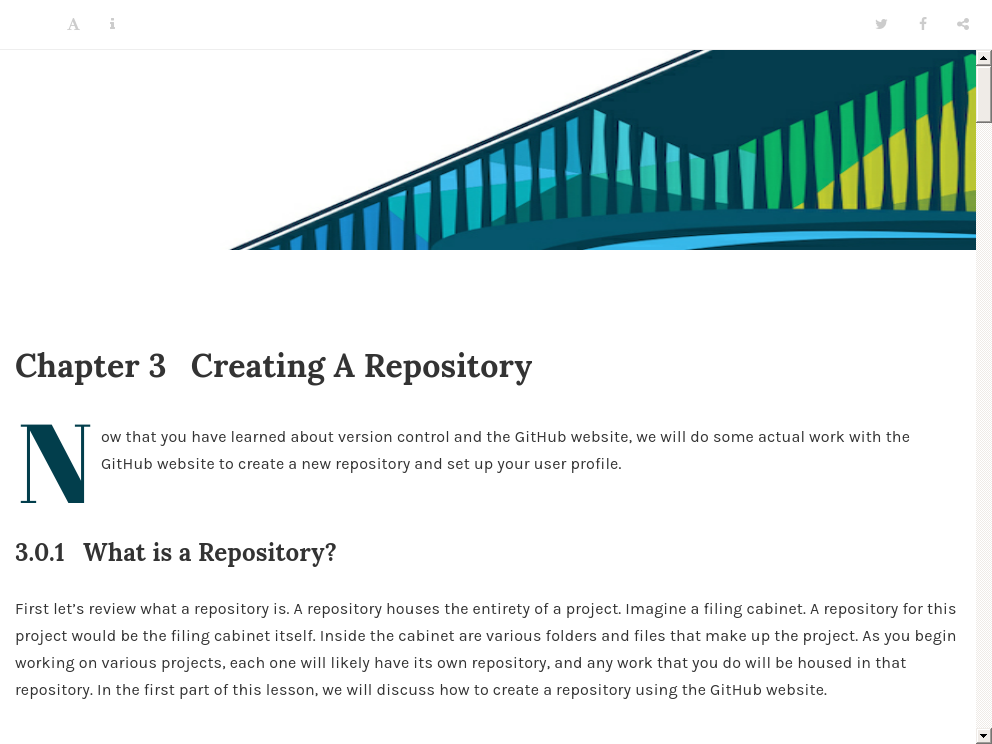 Chapter 3 Creating A Repository
Now that you have learned about version control and the GitHub website, we will do some actual work with the
GitHub website to create a new repository and set up your user profile.
3.0.1 What is a Repository?
First let’s review what a repository is. A repository houses the entirety of a project. Imagine a filing cabinet. A repository for this
project would be the filing cabinet itself. Inside the cabinet are various folders and files that make up the project. As you begin
working on various projects, each one will likely have its own repository, and any work that you do will be housed in that
repository. In the first part of this lesson, we will discuss how to create a repository using the GitHub website.